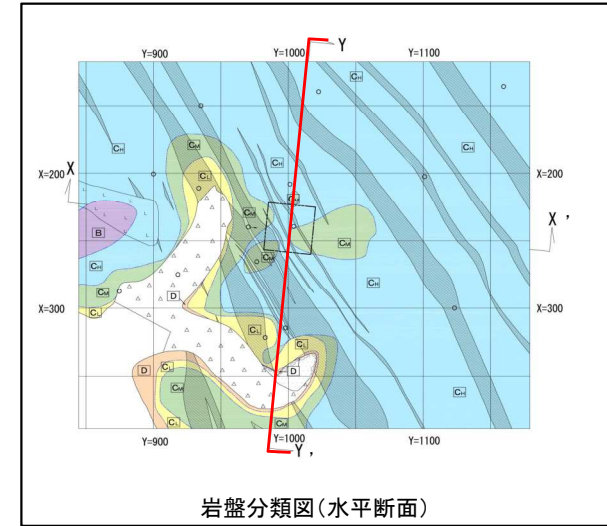 Y
Y=900 Y=1000 Y=1100
CH
CM
CH CH CH
X
X=200 CL X=200
CM
CM
X'
B CM
CM
CH CH
CM
D
X=300 CL X=300
CL CL
D CL D
CM CH
CL CM
Y=900 Y=1000 Y=1100
Y'
岩盤分類図(水平断面)